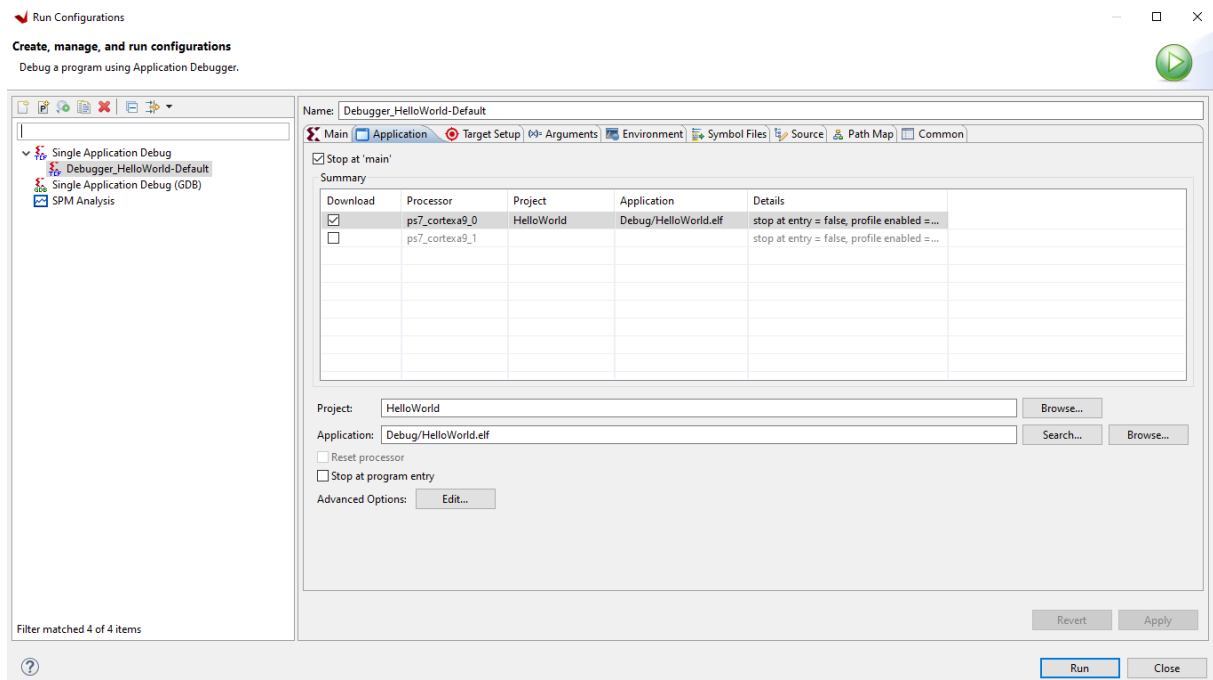 Run Configurations
Create, manage, and run configurations
Debug a program using Application Debugger.
Name: Debugger_HelloWorld-Default
Main Application Target Setup (x)= Arguments Environment Symbol Files Source Path Map Common
Single Application Debug
Debugger_HelloWorld-Default
Single Application Debug (GDB)
SPM Analysis
Filter matched 4 of 4 items
Stop at 'main'
Summary
Download Processor Project Application Details
ps7_cortexa9_0 HelloWorld Debug/HelloWorld.elf stop at entry = false, profile enabled =...
ps7_cortexa9_1 stop at entry = false, profile enabled =...
Project: HelloWorld Browse...
Application: Debug/HelloWorld.elf Search... Browse...
Reset processor
Stop at program entry
Advanced Options: Edit...
Revert Apply
? Run Close